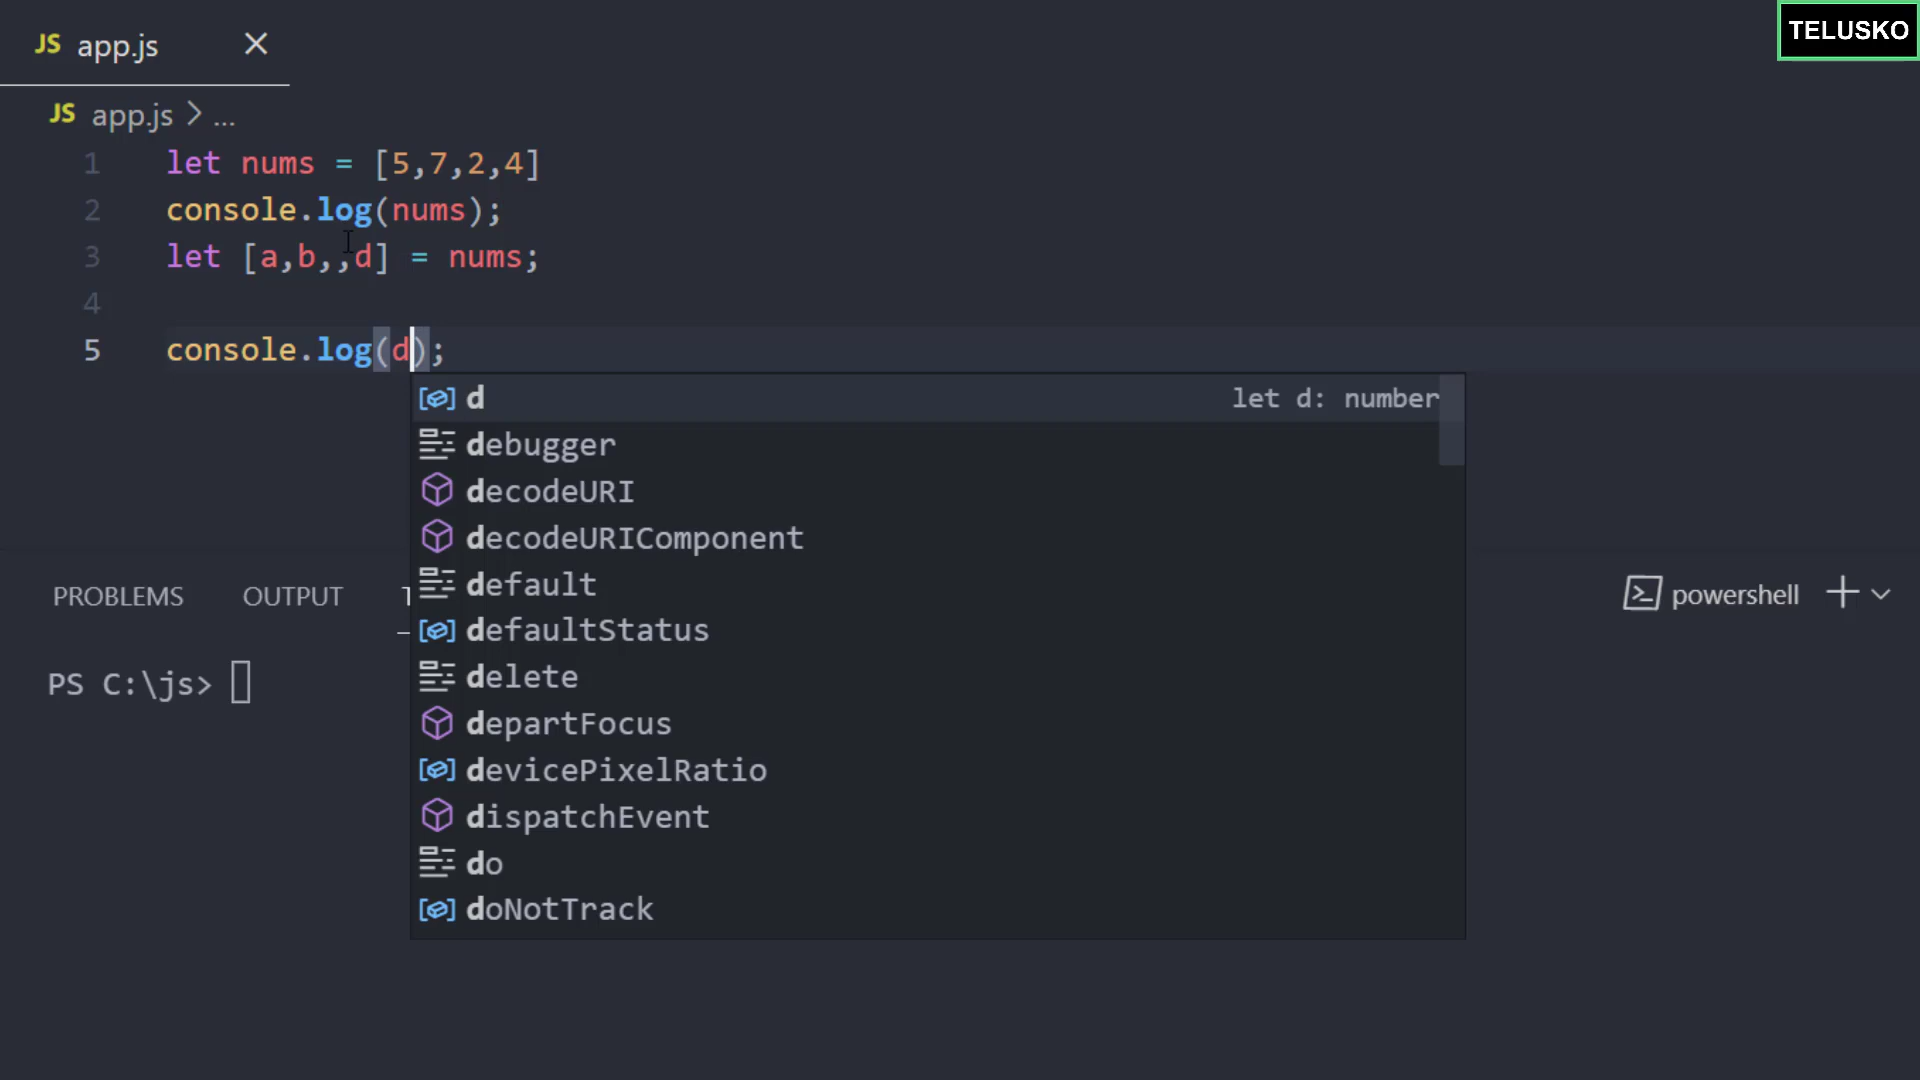 JS app.js
TELUSKO
JS app.js > ...
1 let nums = [5,7,2,4]
2 console.log(nums);
3 let [a,b,,d] = nums;
4
5 console.log(d);
d let d: number
debugger
decodeURI
decodeURIComponent
default
defaultStatus
delete
departFocus
devicePixelRatio
dispatchEvent
do
doNotTrack
PROBLEMS OUTPUT powershell
PS C:\js>